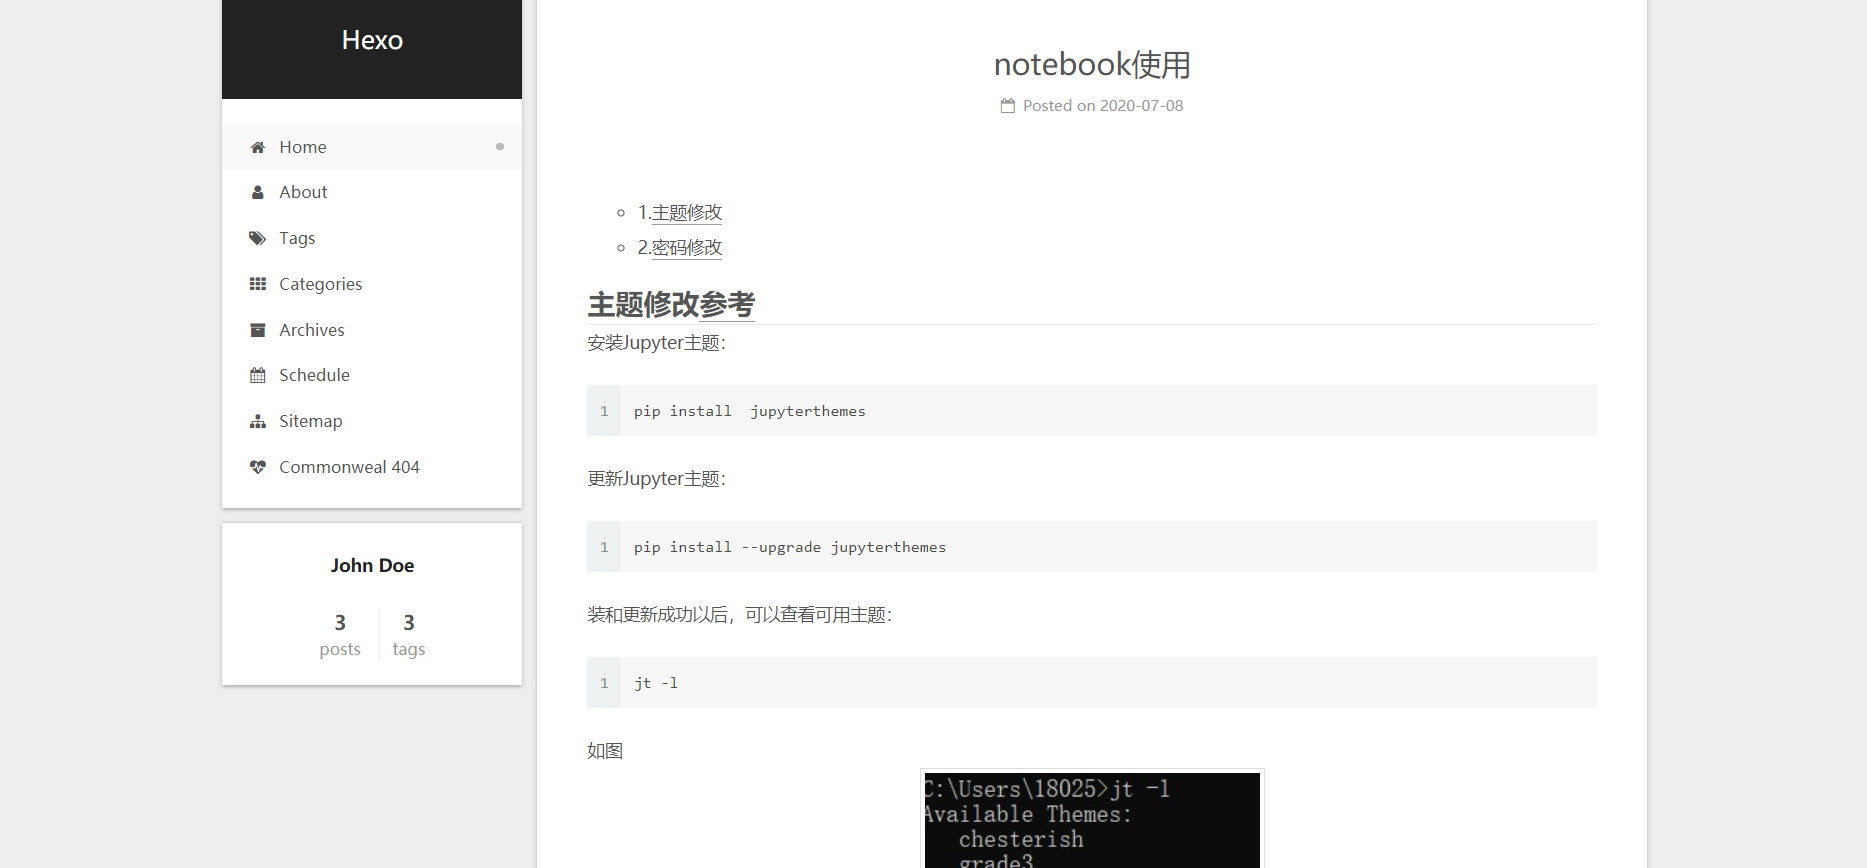 Hexo
Home
About
Tags
Categories
Archives
Schedule
Sitemap
Commonweal 404
John Doe
3
posts
3
tags
notebook使用
Posted on 2020-07-08
1.主题修改
2.密码修改
主题修改参考
安装Jupyter主题：
1 pip install  jupyterthemes
更新Jupyter主题：
1 pip install --upgrade jupyterthemes
装和更新成功以后，可以查看可用主题：
1 jt -l
如图
C:\Users\18025>jt -l
Available Themes:
chesterish
grade3